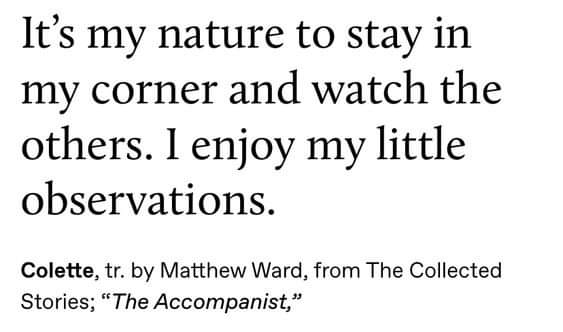 It’s my nature to stay in
my corner and watch the
others. I enjoy my little
observations.
Colette, tr. by Matthew Ward, from The Collected
Stories; “The Accompanist,”